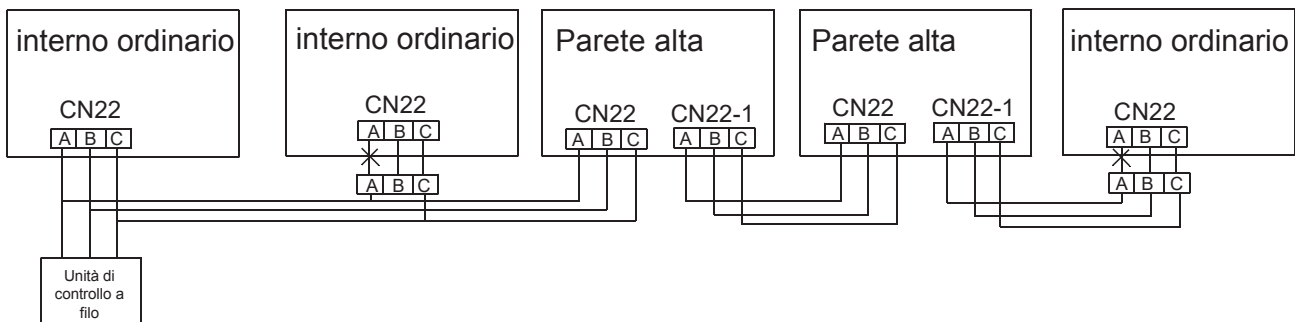 interno ordinario
interno ordinario
Parete alta
Parete alta
interno ordinario
CN22
CN22
CN22
CN22-1
CN22
CN22-1
CN22
A B C
A B C
A B C
A B C
A B C
A B C
A B C
A B C
A B C
Unità di
controllo a
filo